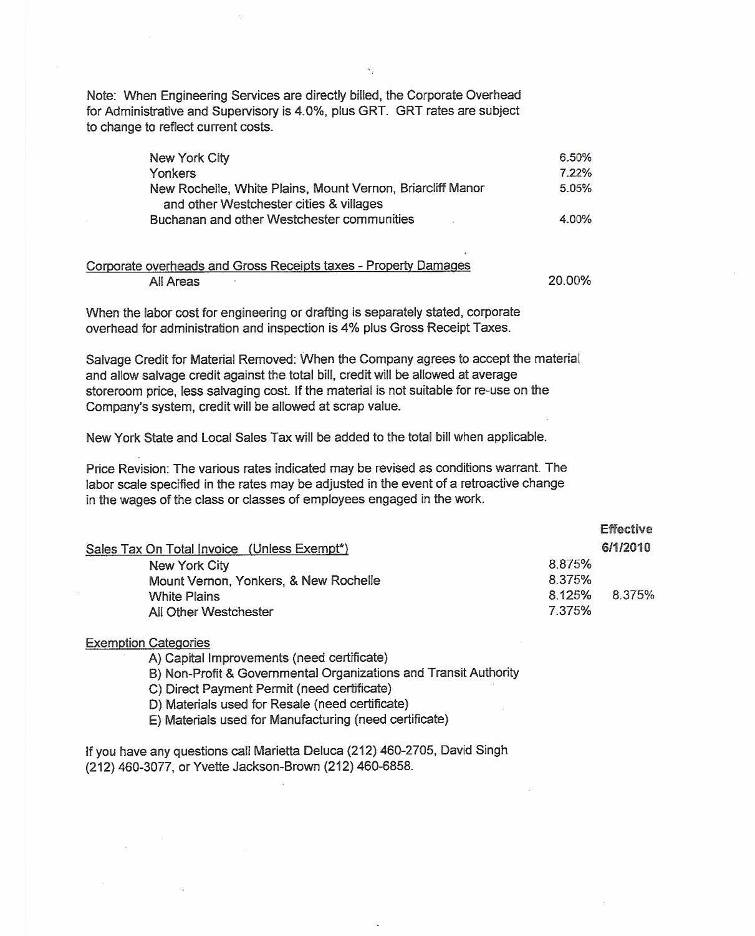 Note: When Engineering Services are directly billed, the Corporate Overhead
for Administrative and Supervisory is 4.0%, plus GRT. GRT rates are subject
to change to reflect current costs.
New York City 6.50%
Yonkers 7.22%
New Rochelle, White Plains, Mount Vernon, Briarcliff Manor 5.05%
and other Westchester cities & villages
Buchanan and other Westchester communities 4.00%
Corporate overheads and Gross Receipts taxes - Property Damages
All Areas 20.00%
When the labor cost for engineering or drafting is separately stated, corporate
overhead for administration and inspection is 4% plus Gross Receipt Taxes.
Salvage Credit for Material Removed: When the Company agrees to accept the material
and allow salvage credit against the total bill, credit will be allowed at average
storeroom price, less salvaging cost. If the material is not suitable for re-use on the
Company's system, credit will be allowed at scrap value.
New York State and Local Sales Tax will be added to the total bill when applicable.
Price Revision: The various rates indicated may be revised as conditions warrant. The
labor scale specified in the rates may be adjusted in the event of a retroactive change
in the wages of the class or classes of employees engaged in the work.
Effective
Sales Tax On Total Invoice (Unless Exempt*) 6/1/2010
New York City 8.875%
Mount Vernon, Yonkers, & New Rochelle 8.375%
White Plains 8.125% 8.375%
All Other Westchester 7.375%
Exemption Categories
A) Capital Improvements (need certificate)
B) Non-Profit & Governmental Organizations and Transit Authority
C) Direct Payment Permit (need certificate)
D) Materials used for Resale (need certificate)
E) Materials used for Manufacturing (need certificate)
If you have any questions call Marietta Deluca (212) 460-2705, David Singh
(212) 460-3077, or Yvette Jackson-Brown (212) 460-6858.